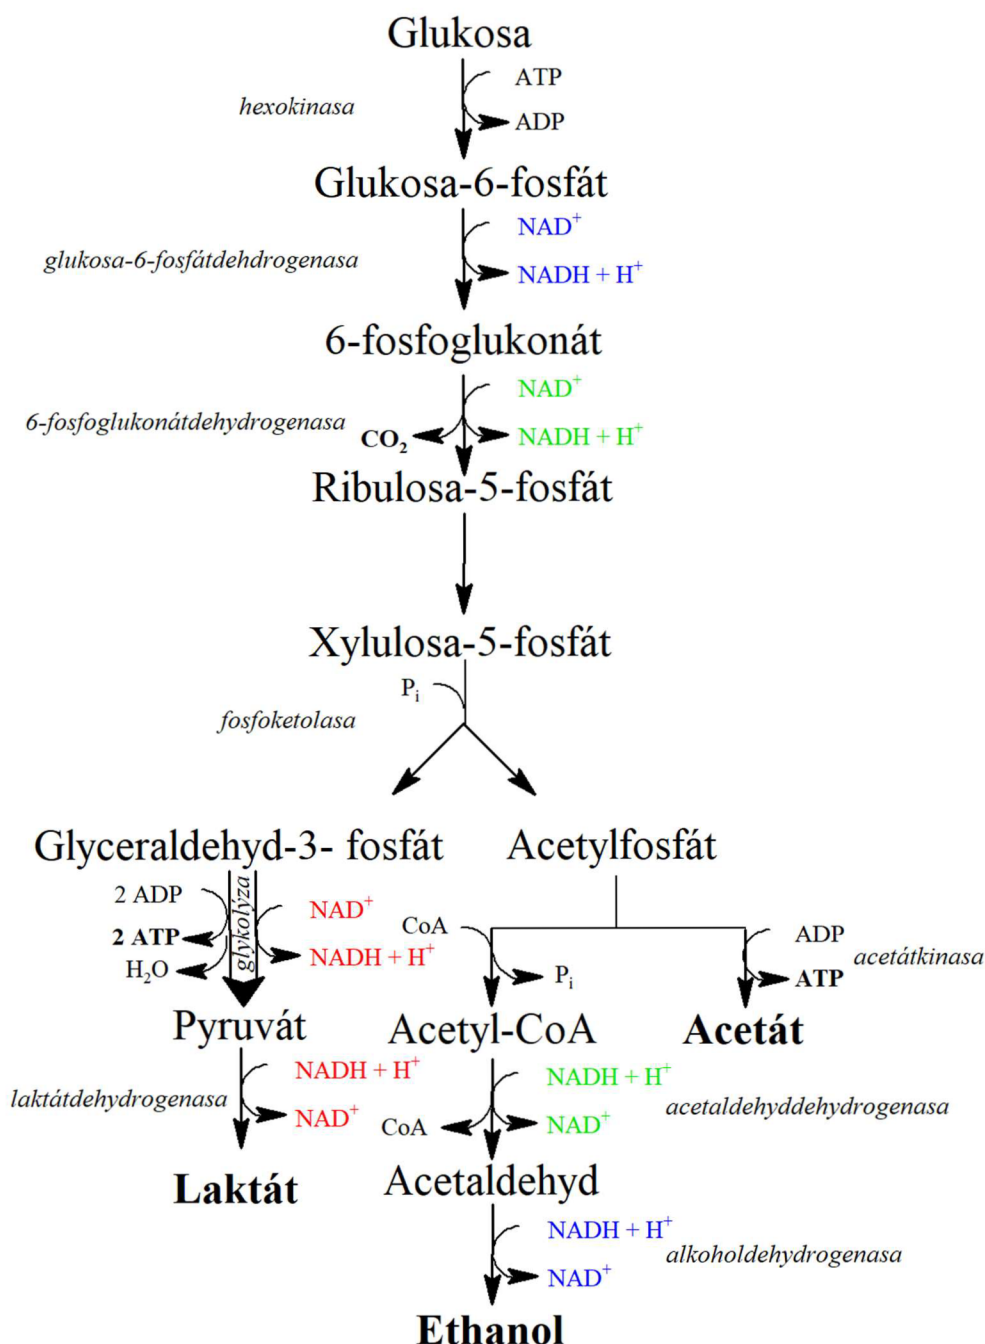 Glukosa
ATP
hexokinasa
ADP
Glukosa-6-fosfát
NAD⁺
glukosa-6-fosfátdehdrogenasa
NADH + H⁺
6-fosfoglukonát
NAD⁺
6-fosfoglukonátdehydrogenasa
CO₂
NADH + H⁺
Ribulosa-5-fosfát
Xylulosa-5-fosfát
Pᵢ
fosfoketolasa
Glyceraldehyd-3- fosfát
Acetylfosfát
2 ADP
glykolýza
NAD⁺
2 ATP
NADH + H⁺
H₂O
CoA
Pᵢ
ADP
acetátkinasa
ATP
Pyruvát
Acetyl-CoA
Acetát
NADH + H⁺
laktátdehydrogenasa
NAD⁺
NADH + H⁺
acetaldehyddehydrogenasa
CoA
NAD⁺
Laktát
Acetaldehyd
NADH + H⁺
alkoholdehydrogenasa
NAD⁺
Ethanol